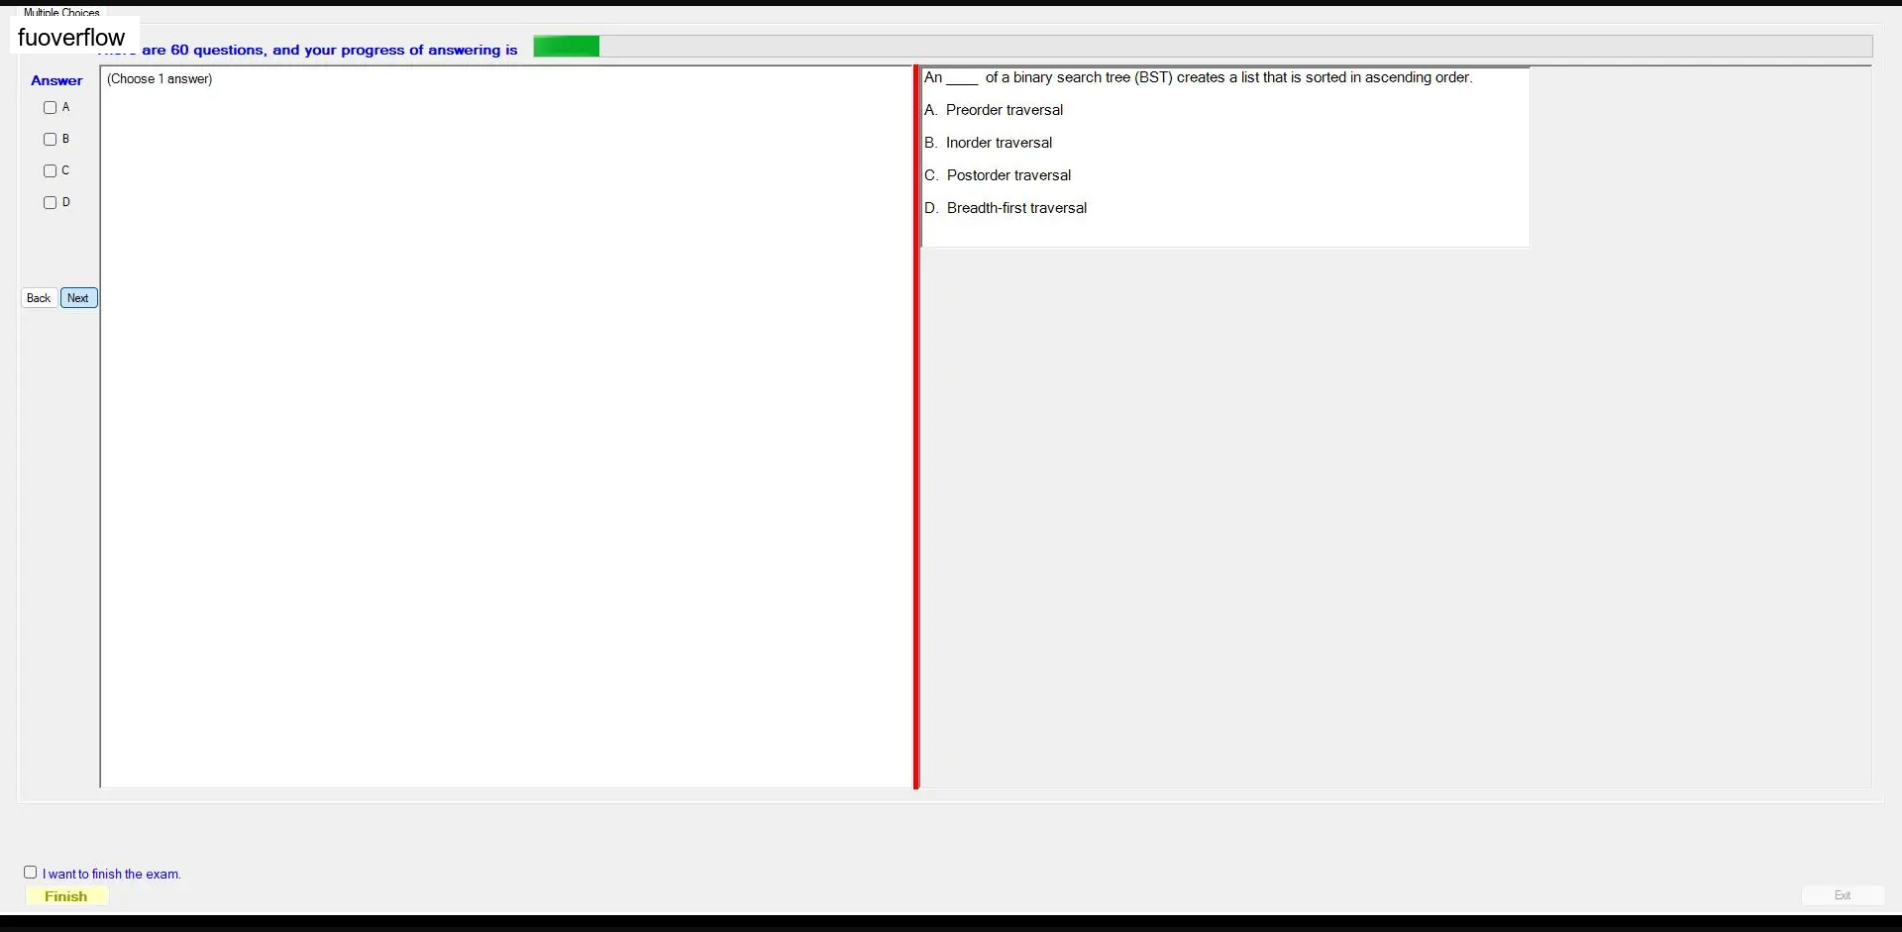 Multiple Choices
fuoverflow
are 60 questions, and your progress of answering is
Answer
A
B
C
D
Back
Next
(Choose 1 answer)
An ____ of a binary search tree (BST) creates a list that is sorted in ascending order.
A. Preorder traversal
B. Inorder traversal
C. Postorder traversal
D. Breadth-first traversal
I want to finish the exam.
Finish
Exit